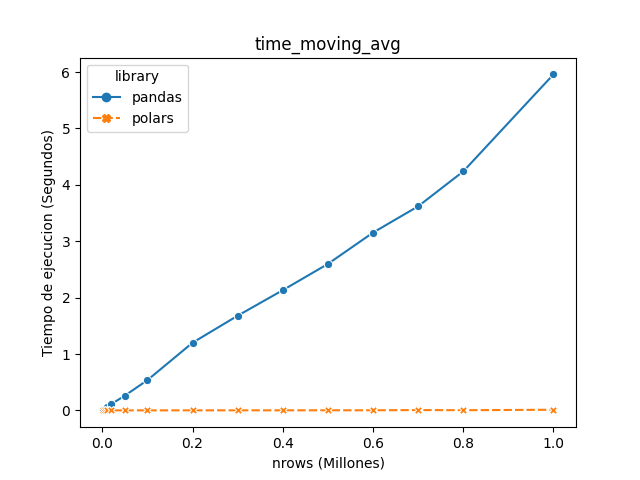 time_moving_avg
library
pandas
polars
Tiempo de ejecucion (Segundos)
6
5
4
3
2
1
0
0.0 0.2 0.4 0.6 0.8 1.0
nrows (Millones)